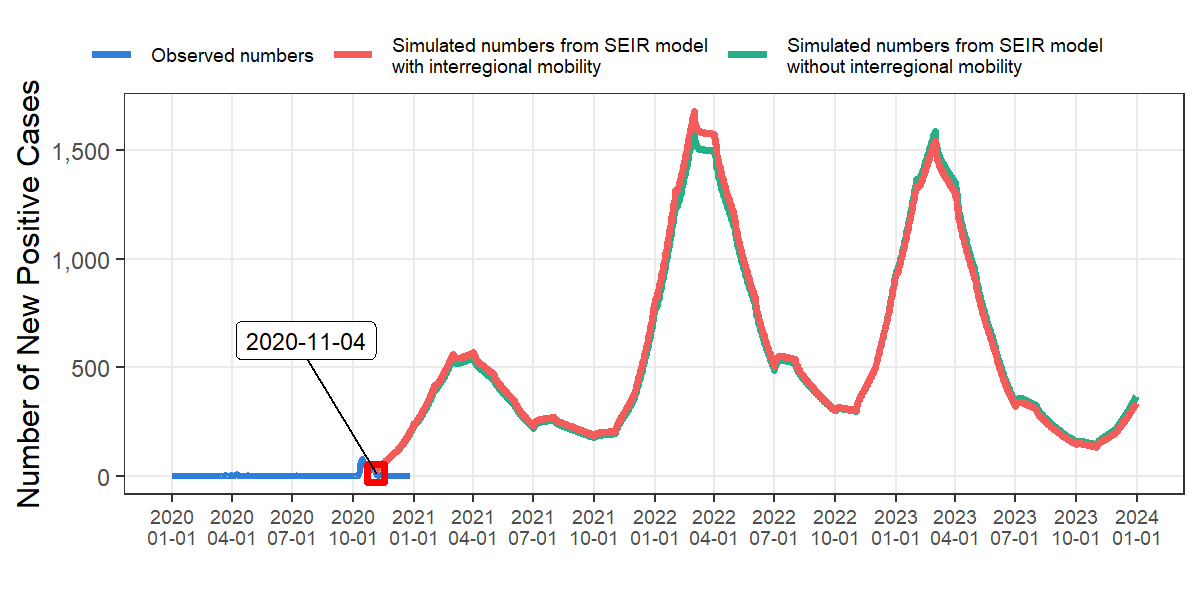 Observed numbers
Simulated numbers from SEIR model
with interregional mobility
Simulated numbers from SEIR model
without interregional mobility
Number of New Positive Cases
1,500
1,000
500
0
2020-11-04
2020 2020 2020 2020 2021 2021 2021 2021 2022 2022 2022 2022 2023 2023 2023 2023 2024
01-01 04-01 07-01 10-01 01-01 04-01 07-01 10-01 01-01 04-01 07-01 10-01 01-01 04-01 07-01 10-01 01-01